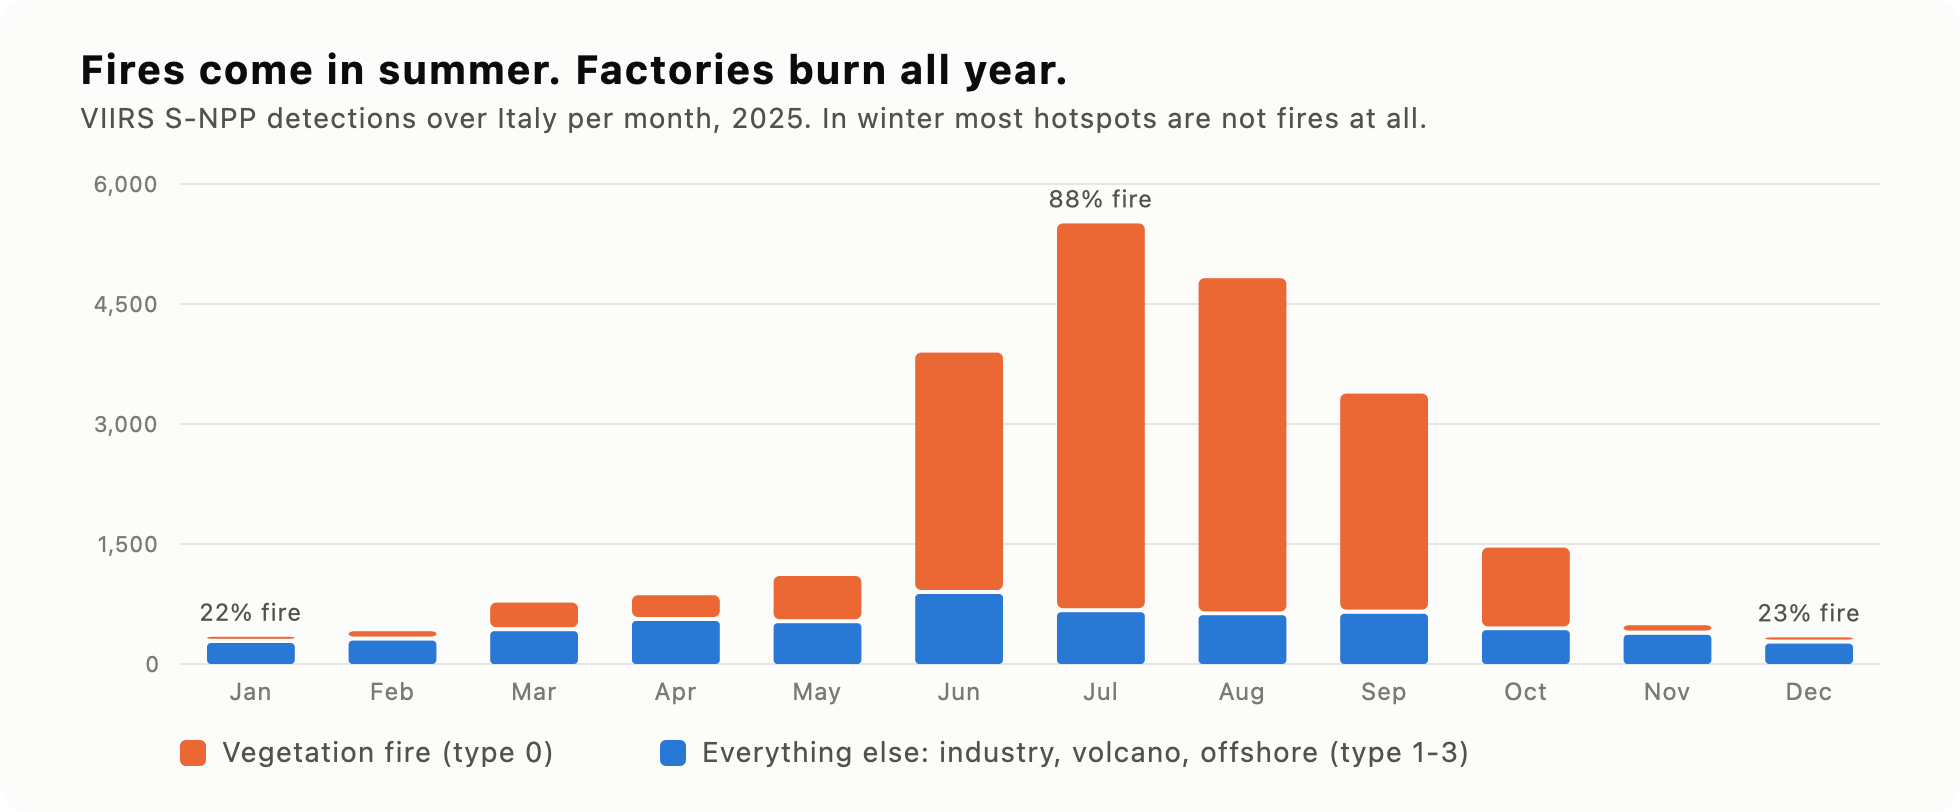 Fires come in summer. Factories burn all year.
VIIRS S-NPP detections over Italy per month, 2025. In winter most hotspots are not fires at all.
6,000
88% fire
4,500
3,000
1,500
22% fire
23% fire
0
Jan Feb Mar Apr May Jun Jul Aug Sep Oct Nov Dec
Vegetation fire (type 0) Everything else: industry, volcano, offshore (type 1-3)